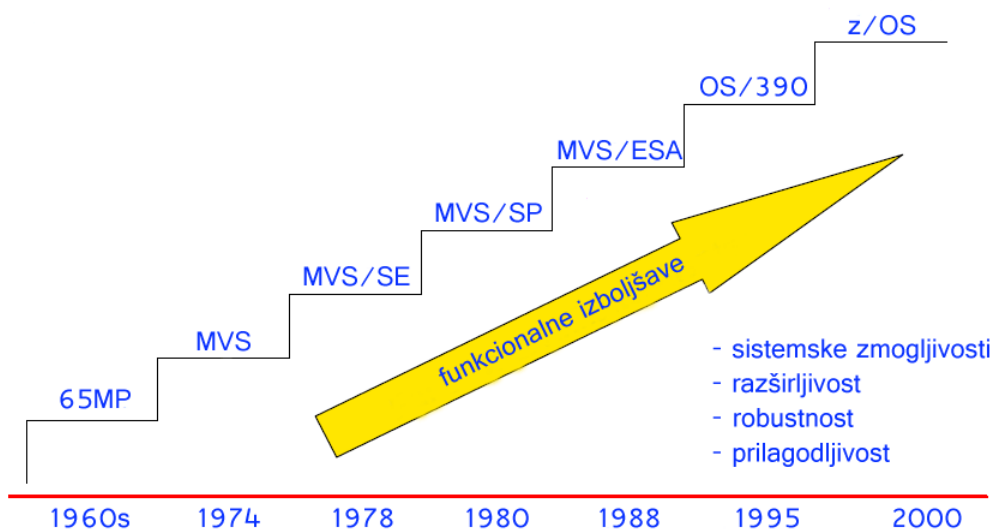 z/OS
OS/390
MVS/ESA
MVS/SP
MVS/SE
MVS
65MP
funkcionalne izboljšave
- sistemske zmogljivosti
- razširljivost
- robustnost
- prilagodljivost
1960s 1974 1978 1980 1988 1995 2000